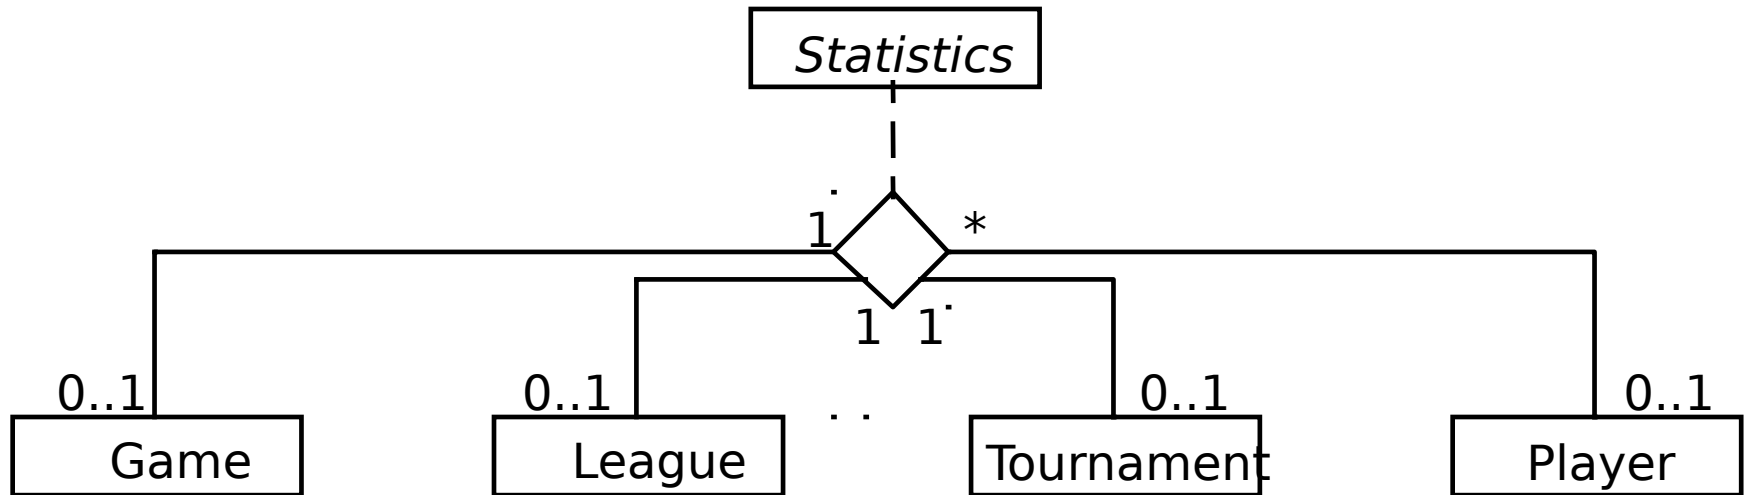 Statistics
1 *
1 1
0..1 0..1 0..1 0..1
Game League Tournament Player